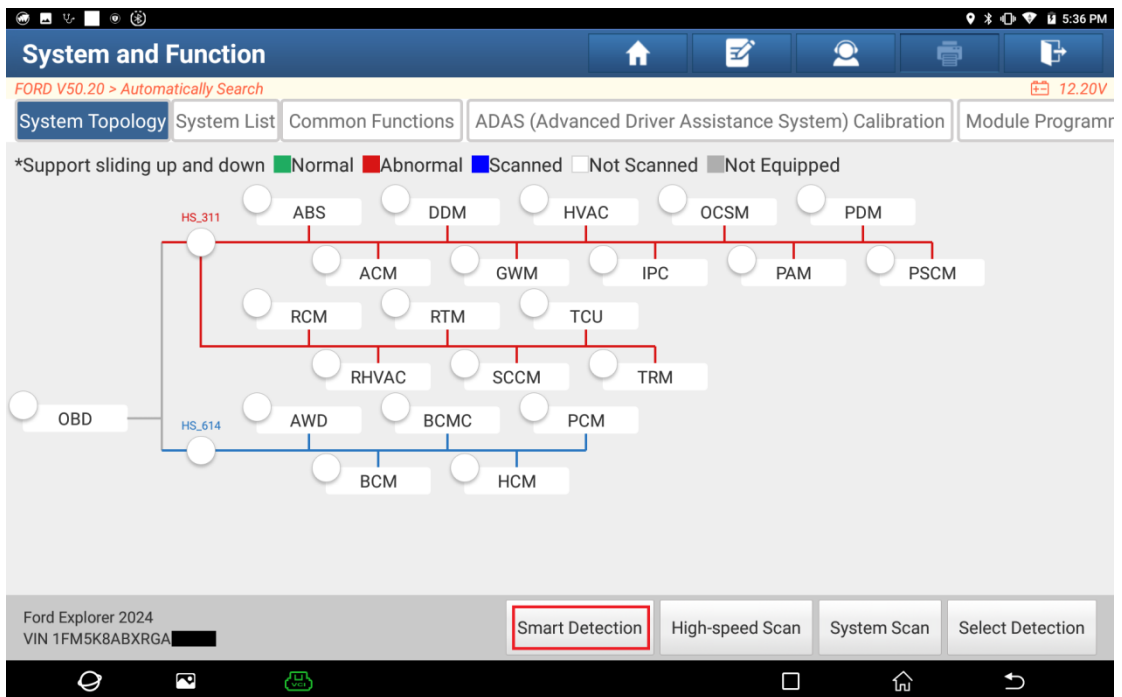 5:36 PM
System and Function
FORD V50.20 > Automatically Search
12.20V
System Topology
System List
Common Functions
ADAS (Advanced Driver Assistance System) Calibration
Module Programm
*Support sliding up and down Normal Abnormal Scanned Not Scanned Not Equipped
HS_311
ABS
DDM
HVAC
OCSM
PDM
ACM
GWM
IPC
PAM
PSCM
RCM
RTM
TCU
RHVAC
SCCM
TRM
OBD
HS_614
AWD
BCMC
PCM
BCM
HCM
Ford Explorer 2024
VIN 1FM5K8ABXRGA
Smart Detection
High-speed Scan
System Scan
Select Detection
VCI